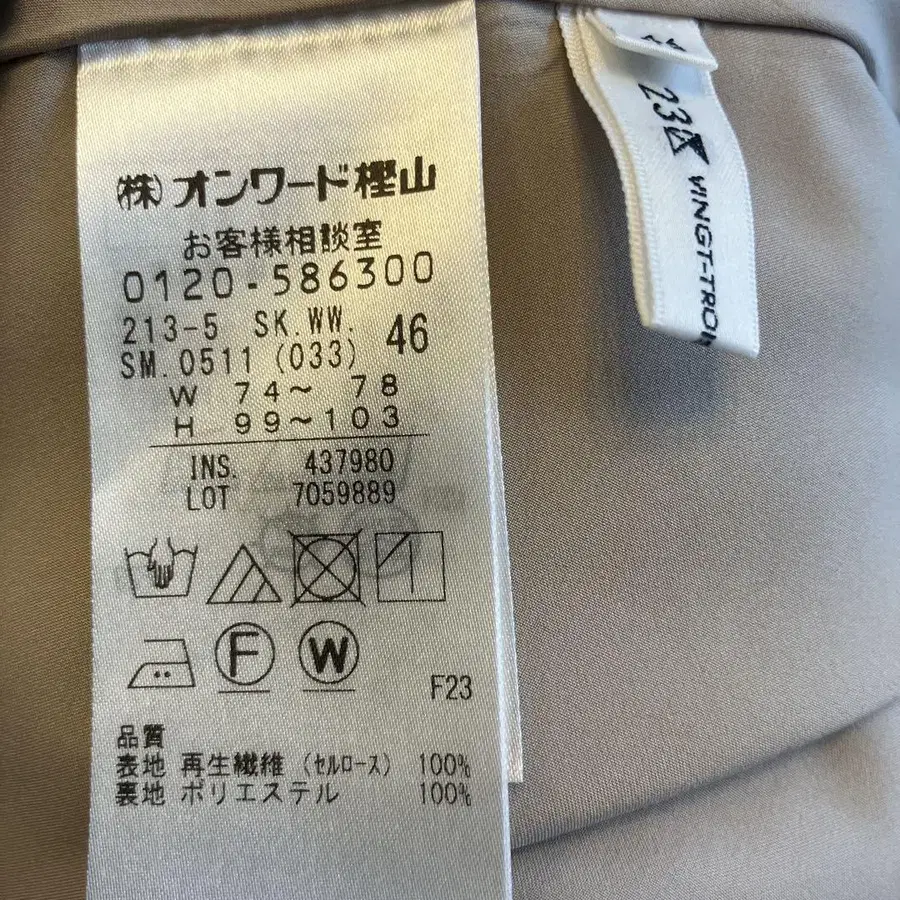 ㈱オンワード樫山
お客様相談室
0120-586300
213-5 SK.WW.
SM.0511 (033) 46
W 74～ 78
H 99～103
INS. 437980
LOT 7059889
F
W
F23
品質
表地 再生繊維 (セルロース) 100%
裏地 ポリエステル 100%
23区 VINGT-TROI